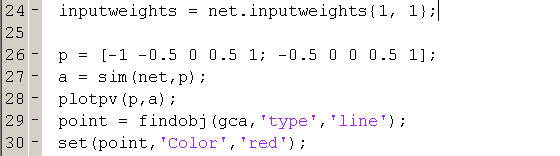 24 - inputweights = net.inputweights{1, 1};
25
26 - p = [-1 -0.5 0 0.5 1; -0.5 0 0 0.5 1];
27 - a = sim(net,p);
28 - plotpv(p,a);
29 - point = findobj(gca,'type','line');
30 - set(point,'Color','red');